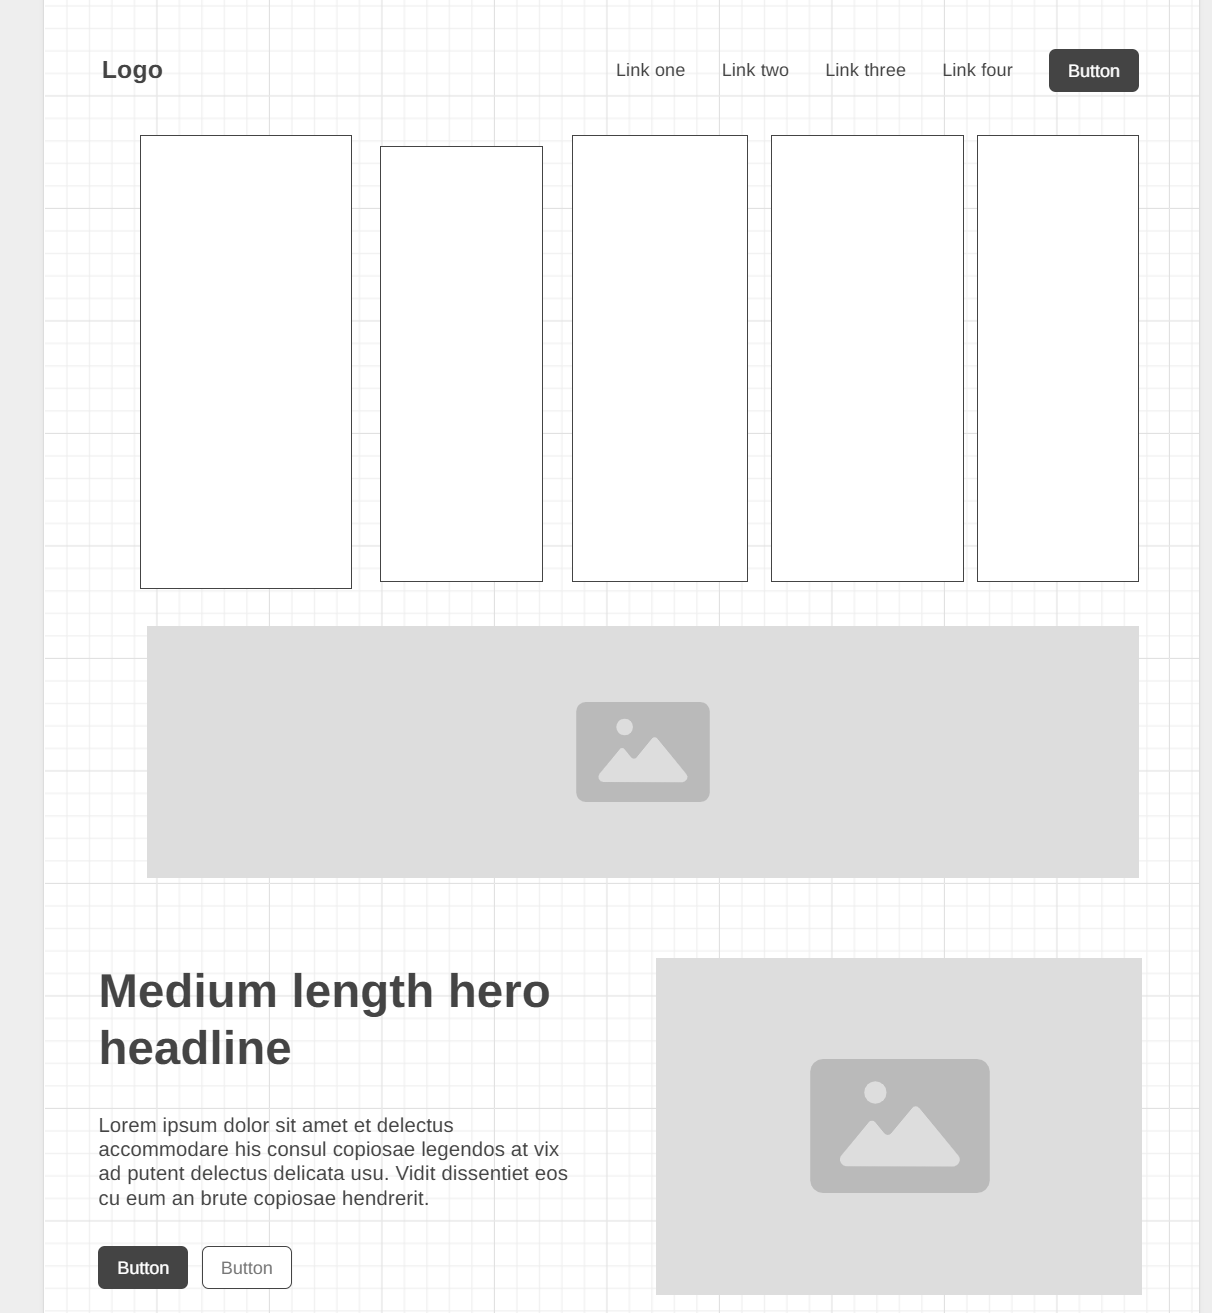 Logo
Link one
Link two
Link three
Link four
Button
Medium length hero
headline
Lorem ipsum dolor sit amet et delectus
accommodare his consul copiosae legendos at vix
ad putent delectus delicata usu. Vidit dissentiet eos
cu eum an brute copiosae hendrerit.
Button
Button